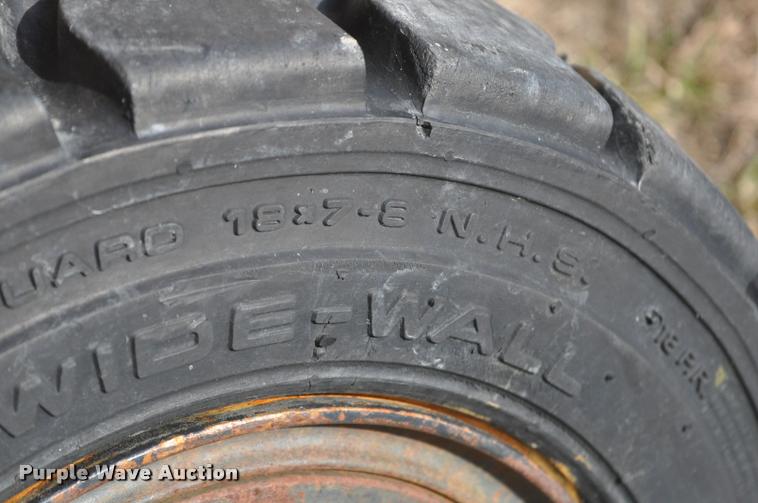 UARD 18x7-8 N.H.S.
WIDE-WALL
Purple Wave Auction